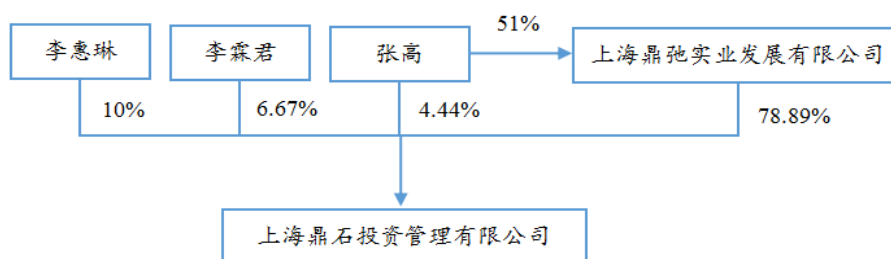 51%
李惠琳
李霖君
张高
上海鼎弛实业发展有限公司
10%
6.67%
4.44%
78.89%
上海鼎石投资管理有限公司